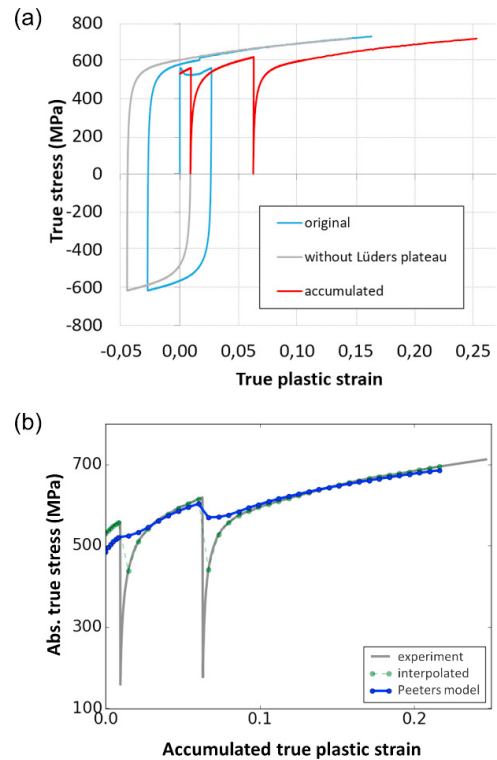 (a)
True stress (MPa)
800
600
400
200
0
-200
-400
-600
-800
original
without Lüders plateau
accumulated
-0,05 0,00 0,05 0,10 0,15 0,20 0,25
True plastic strain
(b)
Abs. true stress (MPa)
700
500
300
100
experiment
interpolated
Peeters model
0.0 0.1 0.2
Accumulated true plastic strain